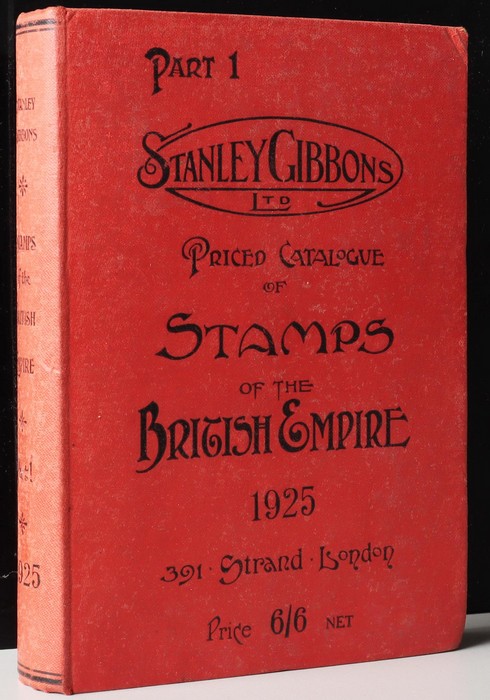 Part 1
Stanley Gibbons
Ltd
Priced Catalogue
of
Stamps
of the
British Empire
1925
391 · Strand · London
Price 6/6 net
Stanley
Gibbons
Stamps
of the
British
Empire
925